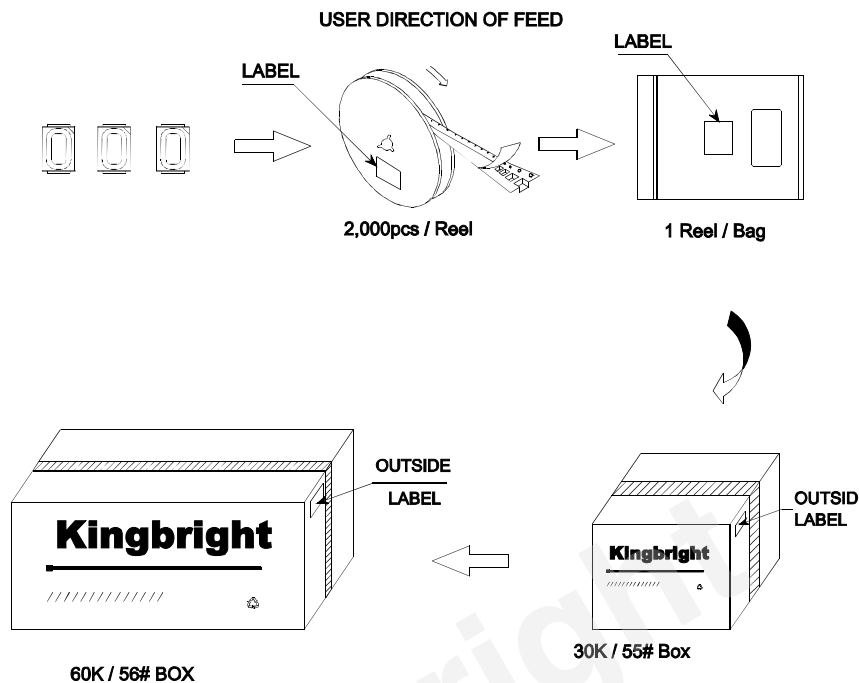 USER DIRECTION OF FEED
LABEL
LABEL
2,000pcs / Reel
1 Reel / Bag
OUTSIDE
LABEL
OUTSID
LABEL
Kingbright
Kingbright
30K / 55# Box
60K / 56# BOX
right